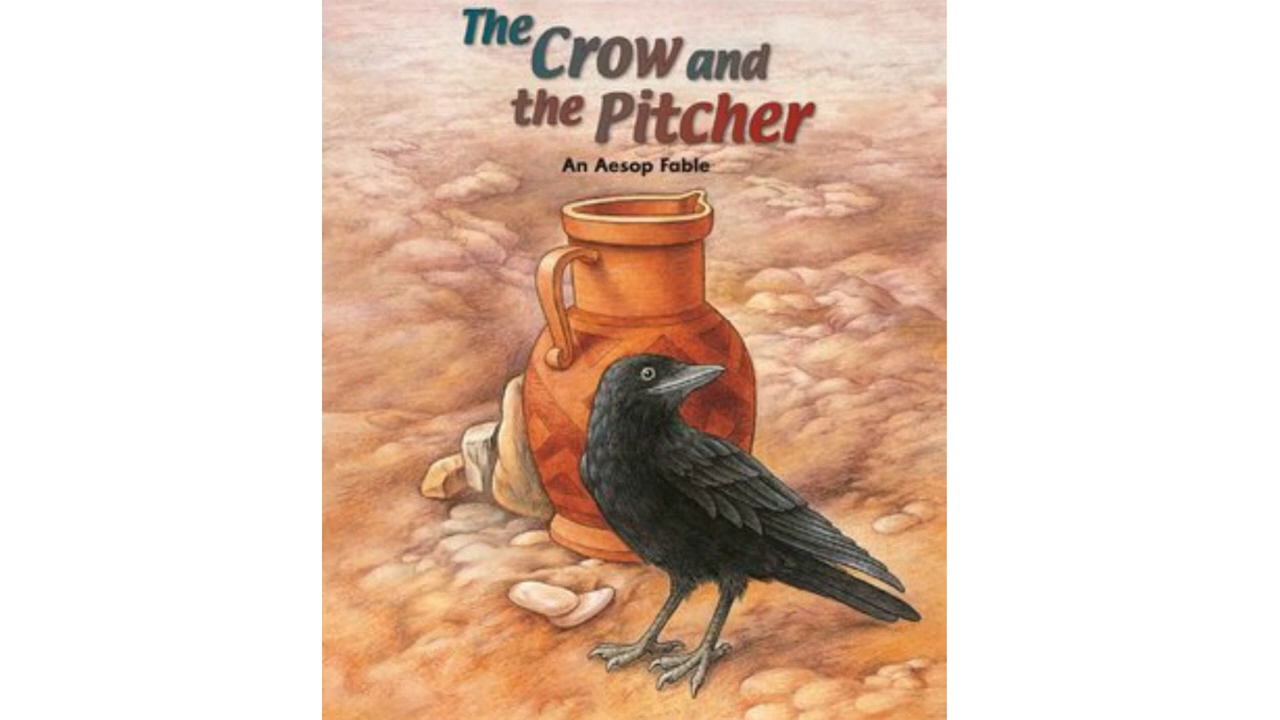 The Crow and
the Pitcher
An Aesop Fable